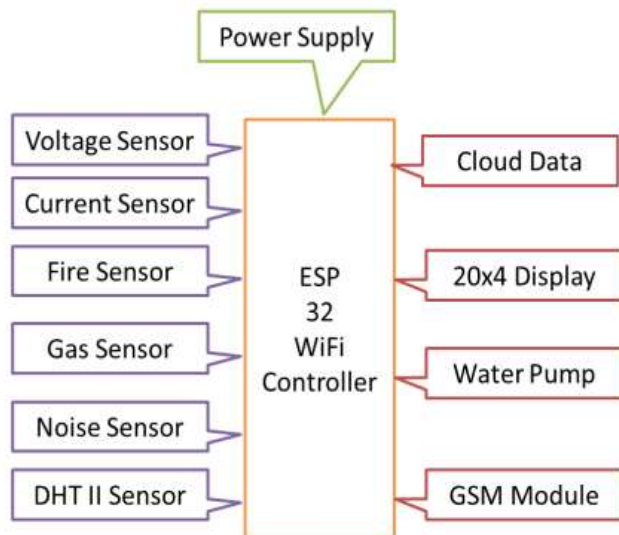 Power Supply
Voltage Sensor
Current Sensor
Fire Sensor
Gas Sensor
Noise Sensor
DHT II Sensor
ESP
32
WiFi
Controller
Cloud Data
20x4 Display
Water Pump
GSM Module